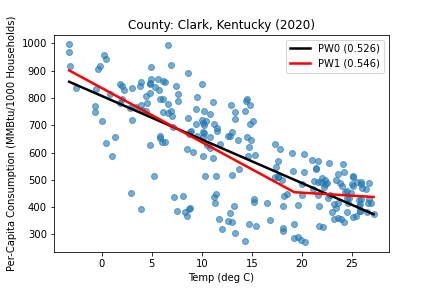 County: Clark, Kentucky (2020)
PW0 (0.526)
PW1 (0.546)
Per-Capita Consumption (MMBtu/1000 Households)
1000
900
800
700
600
500
400
300
0 5 10 15 20 25
Temp (deg C)